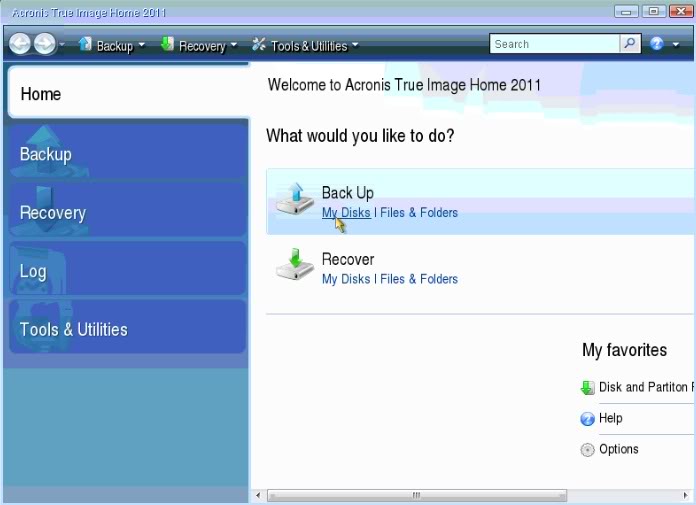 Acronis True Image Home 2011
Backup Recovery Tools & Utilities Search
Home
Backup
Recovery
Log
Tools & Utilities
Welcome to Acronis True Image Home 2011
What would you like to do?
Back Up
My Disks | Files & Folders
Recover
My Disks | Files & Folders
My favorites
Disk and Partiton
Help
Options